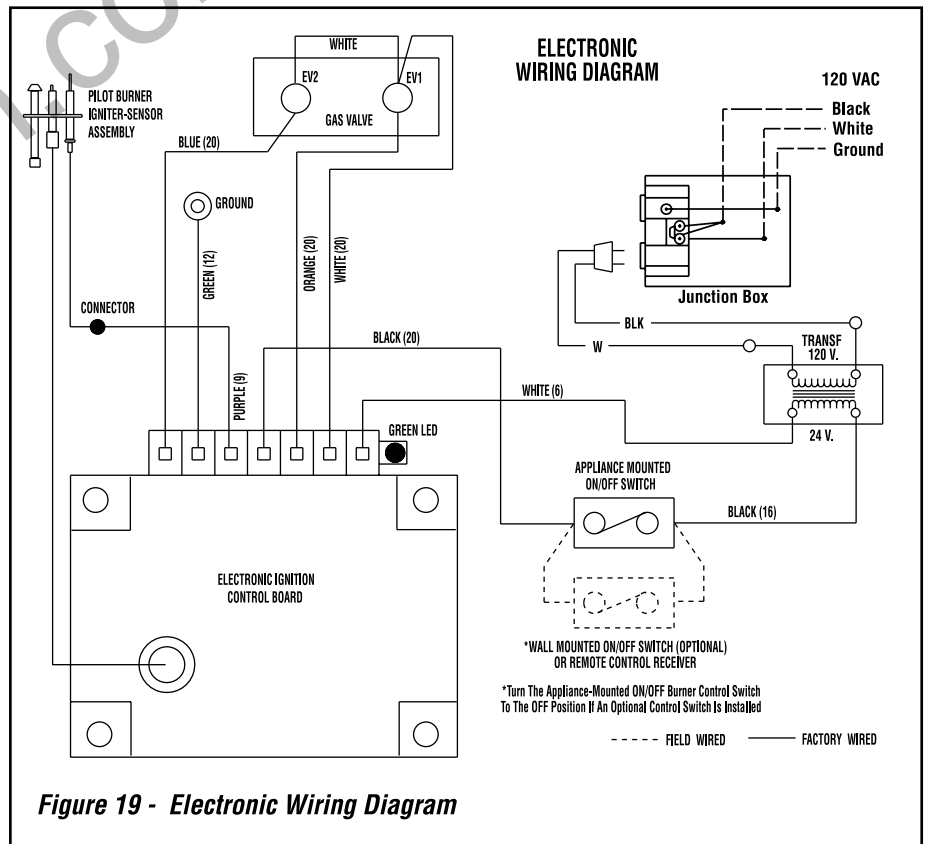 I.CO
ELECTRONIC
WIRING DIAGRAM
120 VAC
Black
White
Ground
WHITE
EV2
EV1
GAS VALVE
PILOT BURNER
IGNITER-SENSOR
ASSEMBLY
BLUE (20)
GROUND
GREEN (12)
ORANGE (20)
WHITE (20)
Junction Box
CONNECTOR
BLK
W
TRANSF
120 V.
24 V.
BLACK (20)
PURPLE (9)
WHITE (6)
GREEN LED
APPLIANCE MOUNTED
ON/OFF SWITCH
BLACK (16)
ELECTRONIC IGNITION
CONTROL BOARD
*WALL MOUNTED ON/OFF SWITCH (OPTIONAL)
OR REMOTE CONTROL RECEIVER
*Turn The Appliance-Mounted ON/OFF Burner Control Switch
To The OFF Position If An Optional Control Switch Is Installed
FIELD WIRED
FACTORY WIRED
Figure 19 - Electronic Wiring Diagram